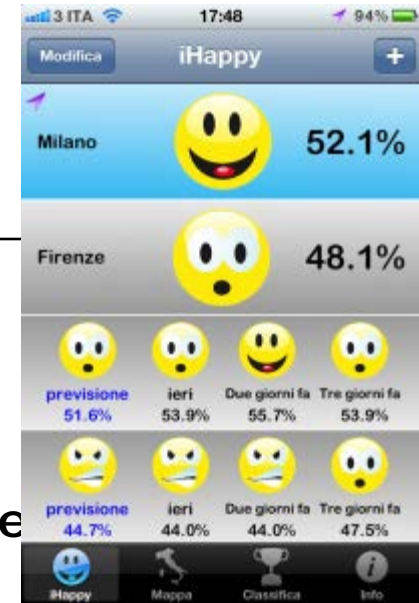 3 ITA 17:48 94%
Modifica iHappy +
Milano 52.1%
Firenze 48.1%
previsione ieri Due giorni fa Tre giorni fa
51.6% 53.9% 55.7% 53.9%
previsione ieri Due giorni fa Tre giorni fa
44.7% 44.0% 44.0% 47.5%
e
iHappy Mappa Classifica Info